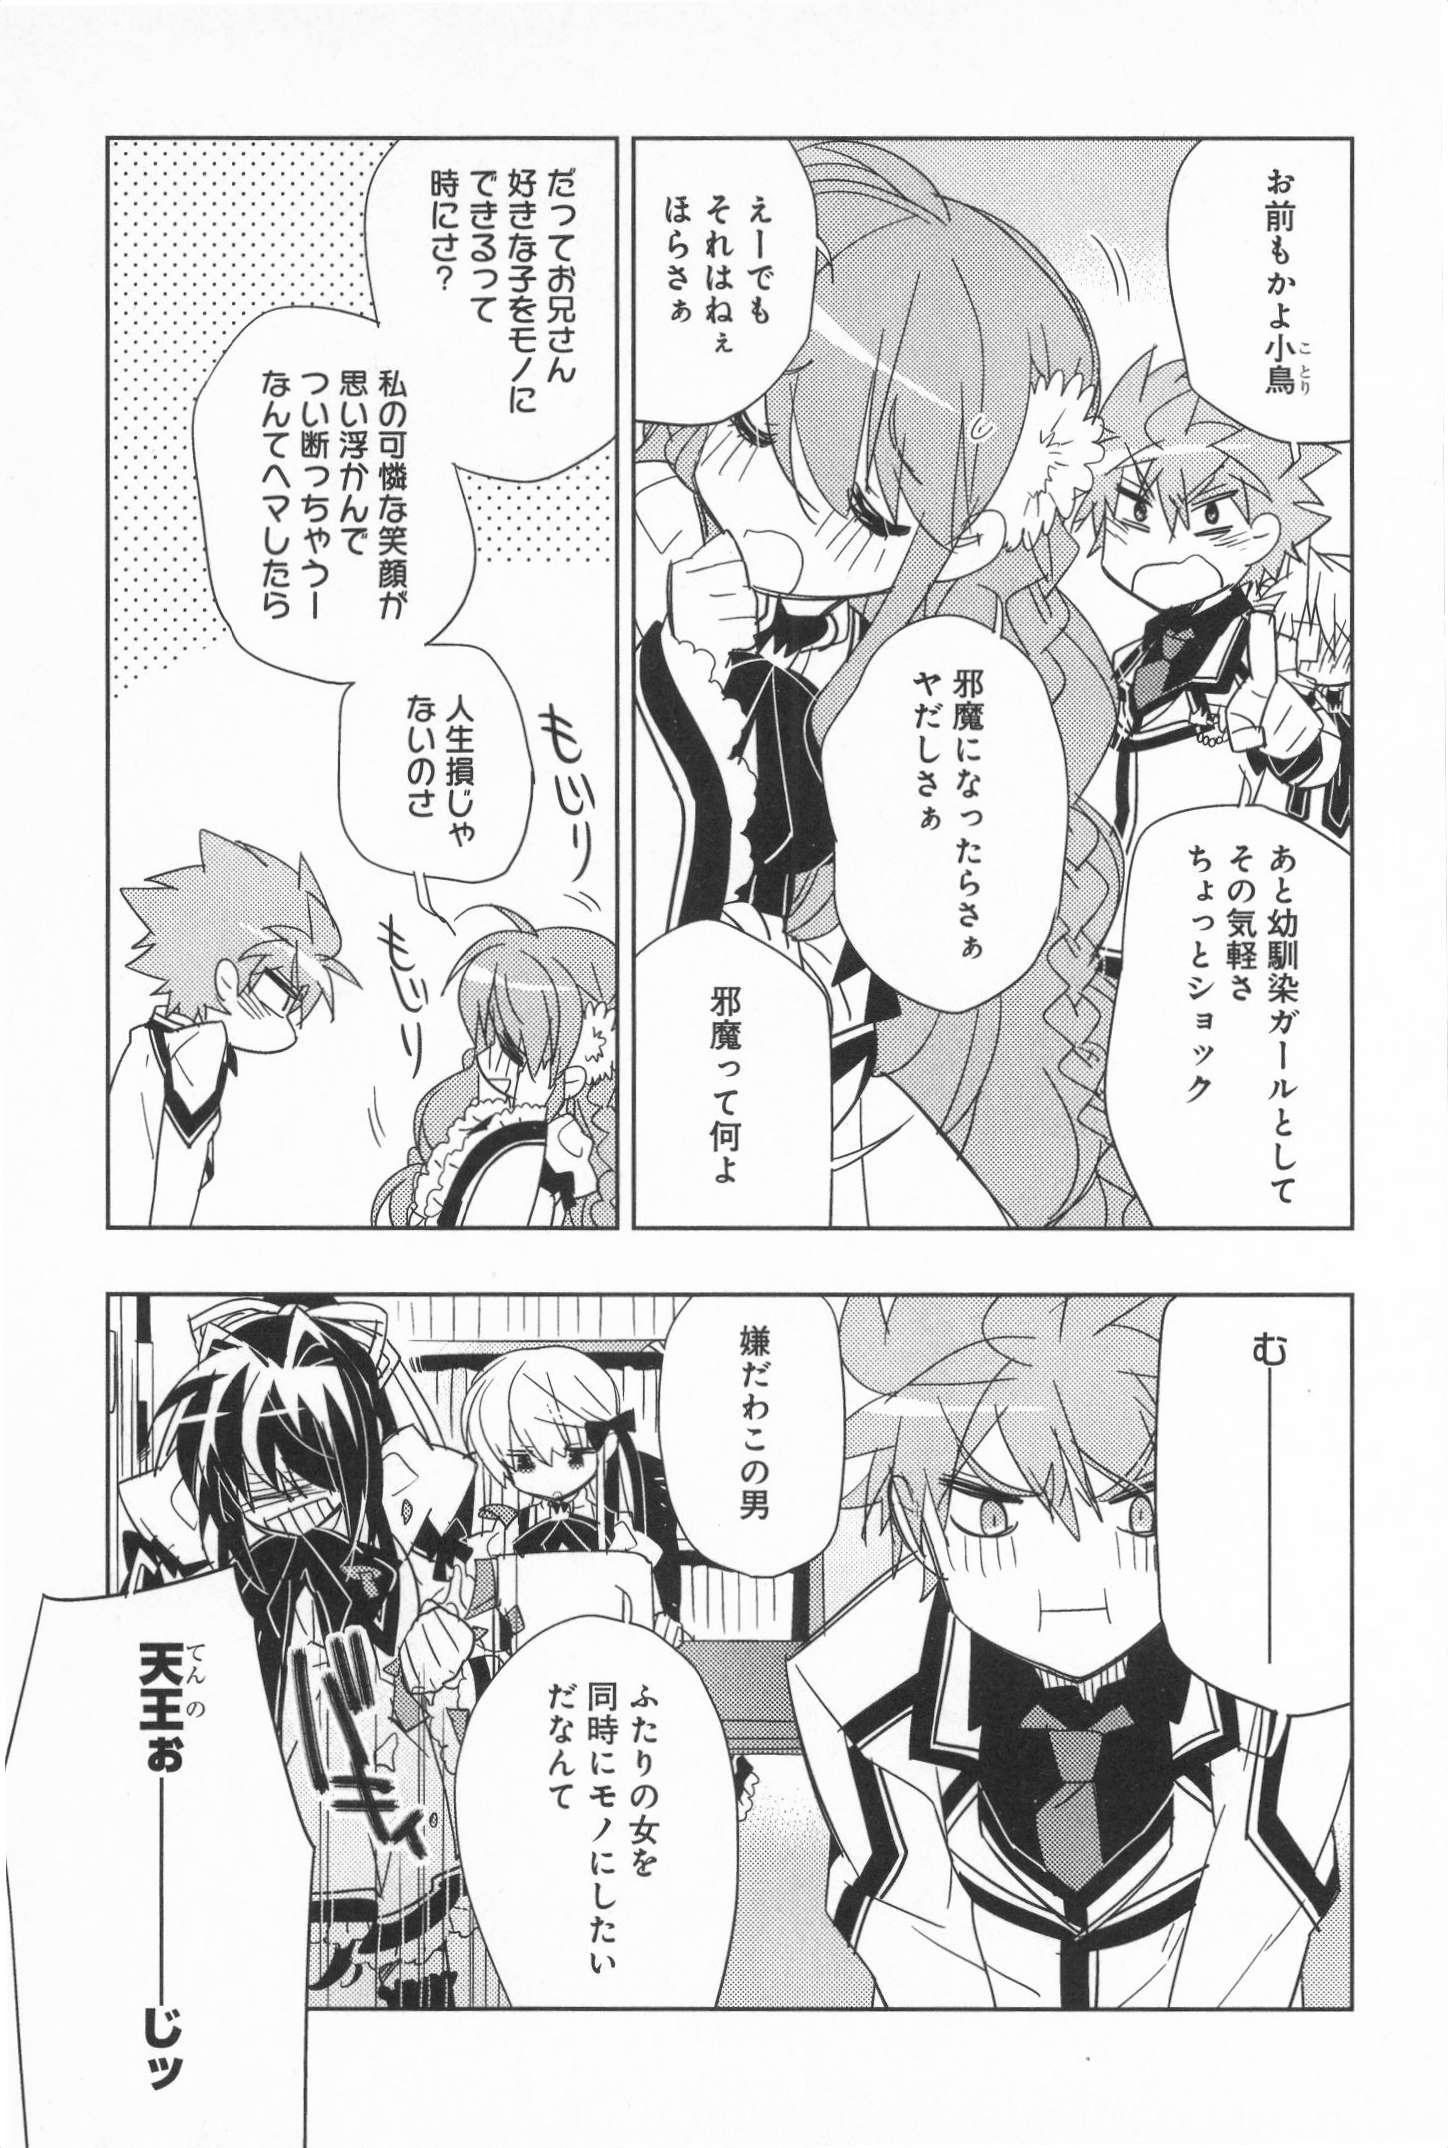 お前もかよ小鳥
ことり
あと幼馴染ガールとして
その気軽さ
ちょっとショック
えーでも
それはねぇ
ほらさぁ
邪魔になったらさぁ
ヤだしさぁ
邪魔って何よ
だってお兄さん
好きな子をモノに
できるって
時にさ？
私の可憐な笑顔が
思い浮かんで
つい断っちゃうー
なんてヘマしたら
人生損じゃ
ないのさ
もじり
もじり
む――――
嫌だわこの男
ふたりの女を
同時にモノにしたい
だなんて
ドキィ
天王ぉ――――じッ
てんの